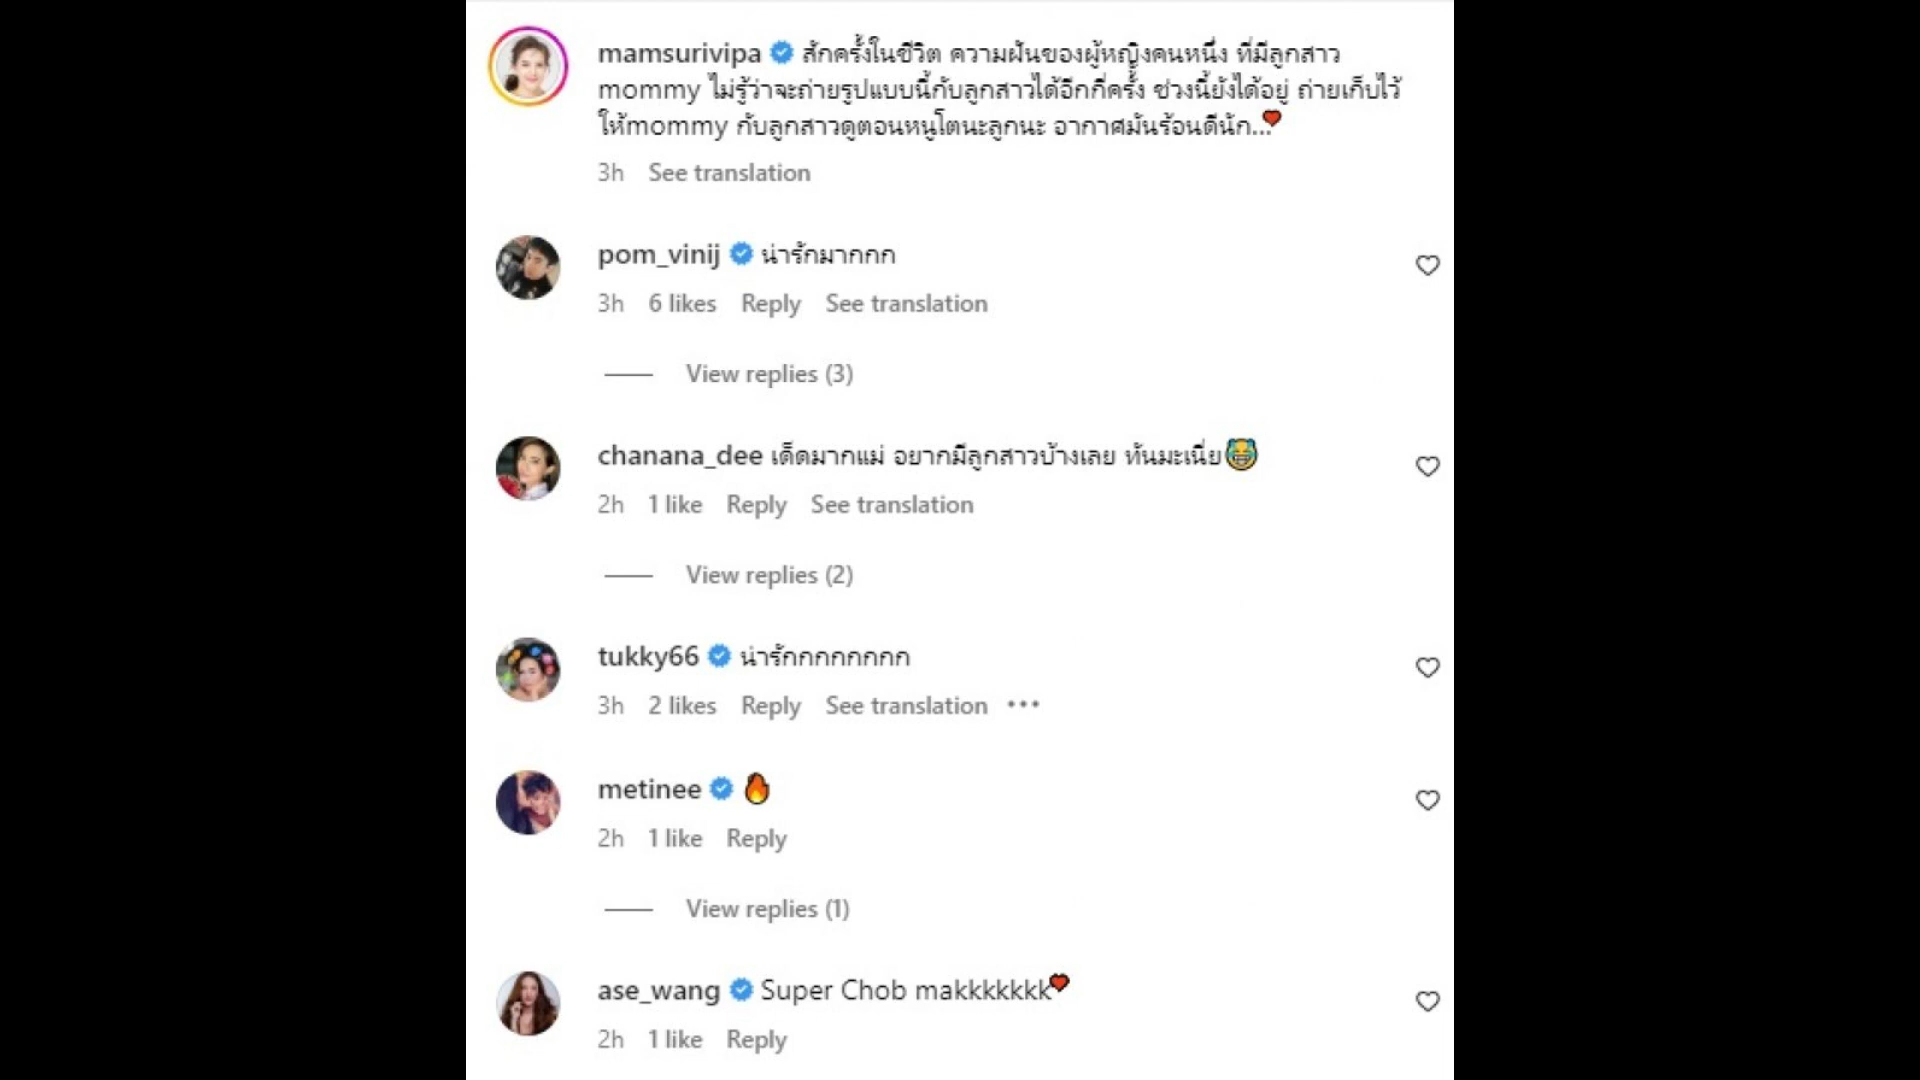 mamsurivipa สักครั้งในชีวิต ความฝันของผู้หญิงคนหนึ่ง ที่มีลูกสาว
mommy ไม่รู้ว่าจะถ่ายรูปแบบนี้กับลูกสาวได้อีกกี่ครั้ง ช่วงนี้ยังได้อยู่ ถ่ายเก็บไว้
ให้mommy กับลูกสาวดูตอนหนูโตนะลูกนะ อากาศมันร้อนดีนัก...❤️
3h See translation
pom_vinij น่ารักมากกก
3h 6 likes Reply See translation
View replies (3)
chanana_dee เด็ดมากแม่ อยากมีลูกสาวบ้างเลย ทันมะเนี่ย😹
2h 1 like Reply See translation
View replies (2)
tukky66 น่ารักกกกกกกก
3h 2 likes Reply See translation •••
metinee 🔥
2h 1 like Reply
View replies (1)
ase_wang Super Chob makkkkkkk❤️
2h 1 like Reply